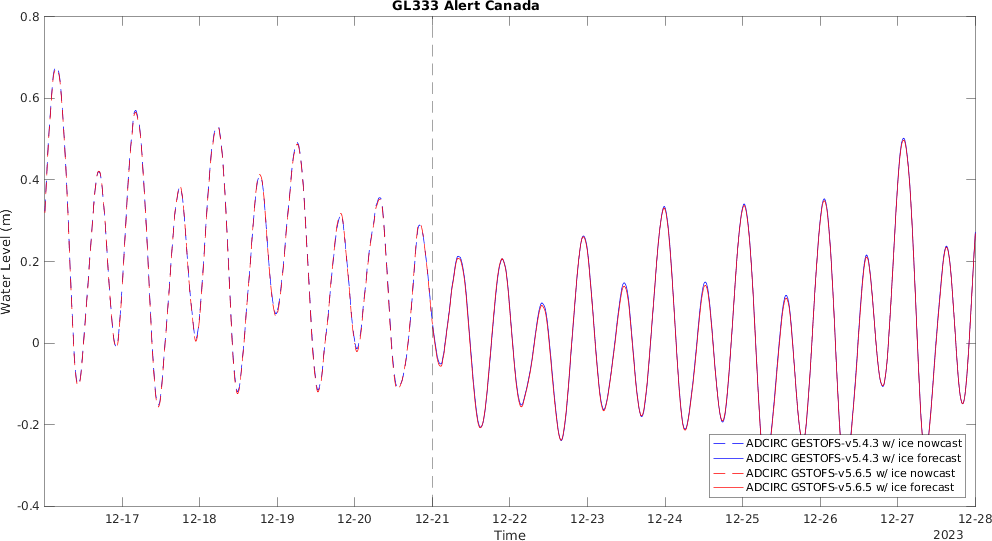 GL333 Alert Canada
0.8
0.6
0.4
0.2
0
-0.2
-0.4
Water Level (m)
ADCIRC GESTOFS-v5.4.3 w/ ice nowcast
ADCIRC GESTOFS-v5.4.3 w/ ice forecast
ADCIRC GSTOFS-v5.6.5 w/ ice nowcast
ADCIRC GSTOFS-v5.6.5 w/ ice forecast
12-17 12-18 12-19 12-20 12-21 12-22 12-23 12-24 12-25 12-26 12-27 12-28
Time 2023